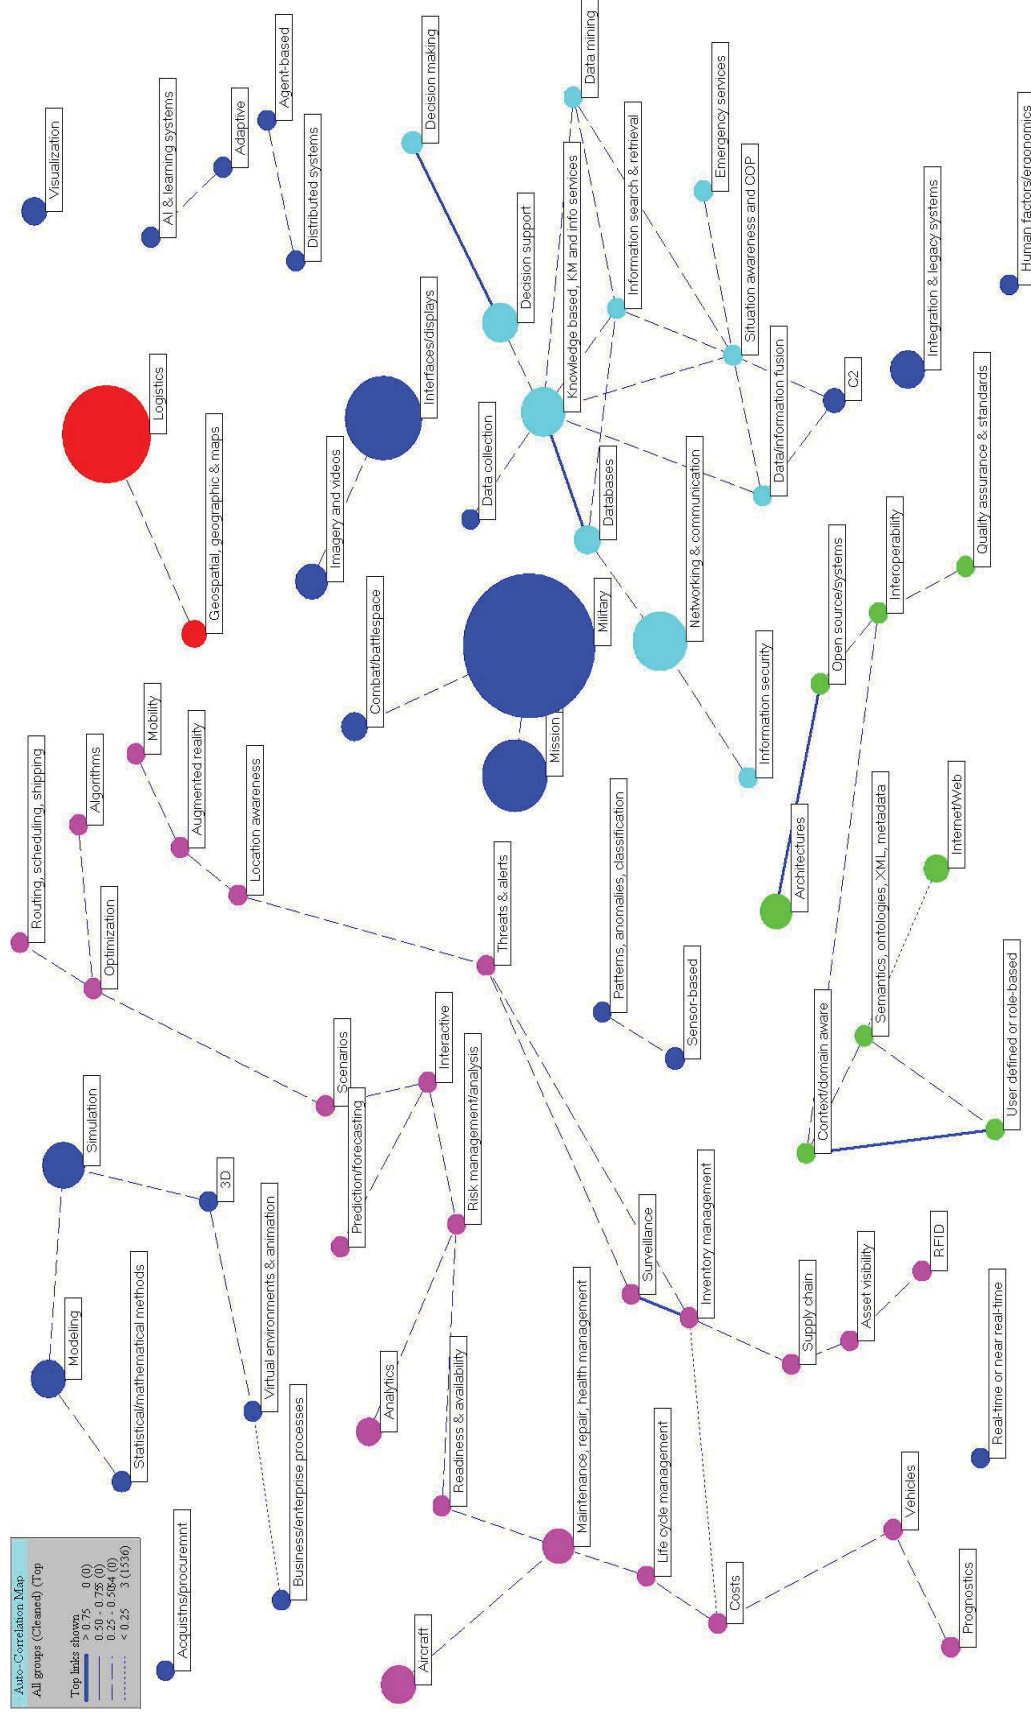 Auto-Correlation Map
All groups (Cleaned) (Top
Top links shown
> 0.75 0 (0)
0.50 - 0.75 (0)
0.25 - 0.50 (0)
< 0.25 3 (1536)
Acquistns/procuremnt
Statistical/mathematical methods
Modeling
Simulation
3D
Virtual environments & animation
Business/enterprise processes
Routing, scheduling, shipping
Optimization
Algorithms
Mobility
Augmented reality
Location awareness
Scenarios
Prediction/forecasting
Interactive
Risk management/analysis
Analytics
Readiness & availability
Aircraft
Maintenance, repair, health management
Life cycle management
Costs
Vehicles
Prognostics
Surveillance
Inventory management
Supply chain
Asset visibility
RFID
Real-time or near real-time
Threats & alerts
Patterns, anomalies, classification
Sensor-based
Context/domain aware
Semantics, ontologies, XML, metadata
User defined or role-based
Internet/Web
Architectures
Open source/systems
Interoperability
Quality assurance & standards
Logistics
Geospatial, geographic & maps
Imagery and videos
Interfaces/displays
Combat/battlespace
Military
Mission
Networking & communication
Information security
Databases
Data collection
Knowledge based, KM and info services
Decision support
Decision making
Data mining
Information search & retrieval
Emergency services
Situation awareness and COP
Data/information fusion
C2
Integration & legacy systems
Human factors/ergonomics
Visualization
AI & learning systems
Adaptive
Agent-based
Distributed systems